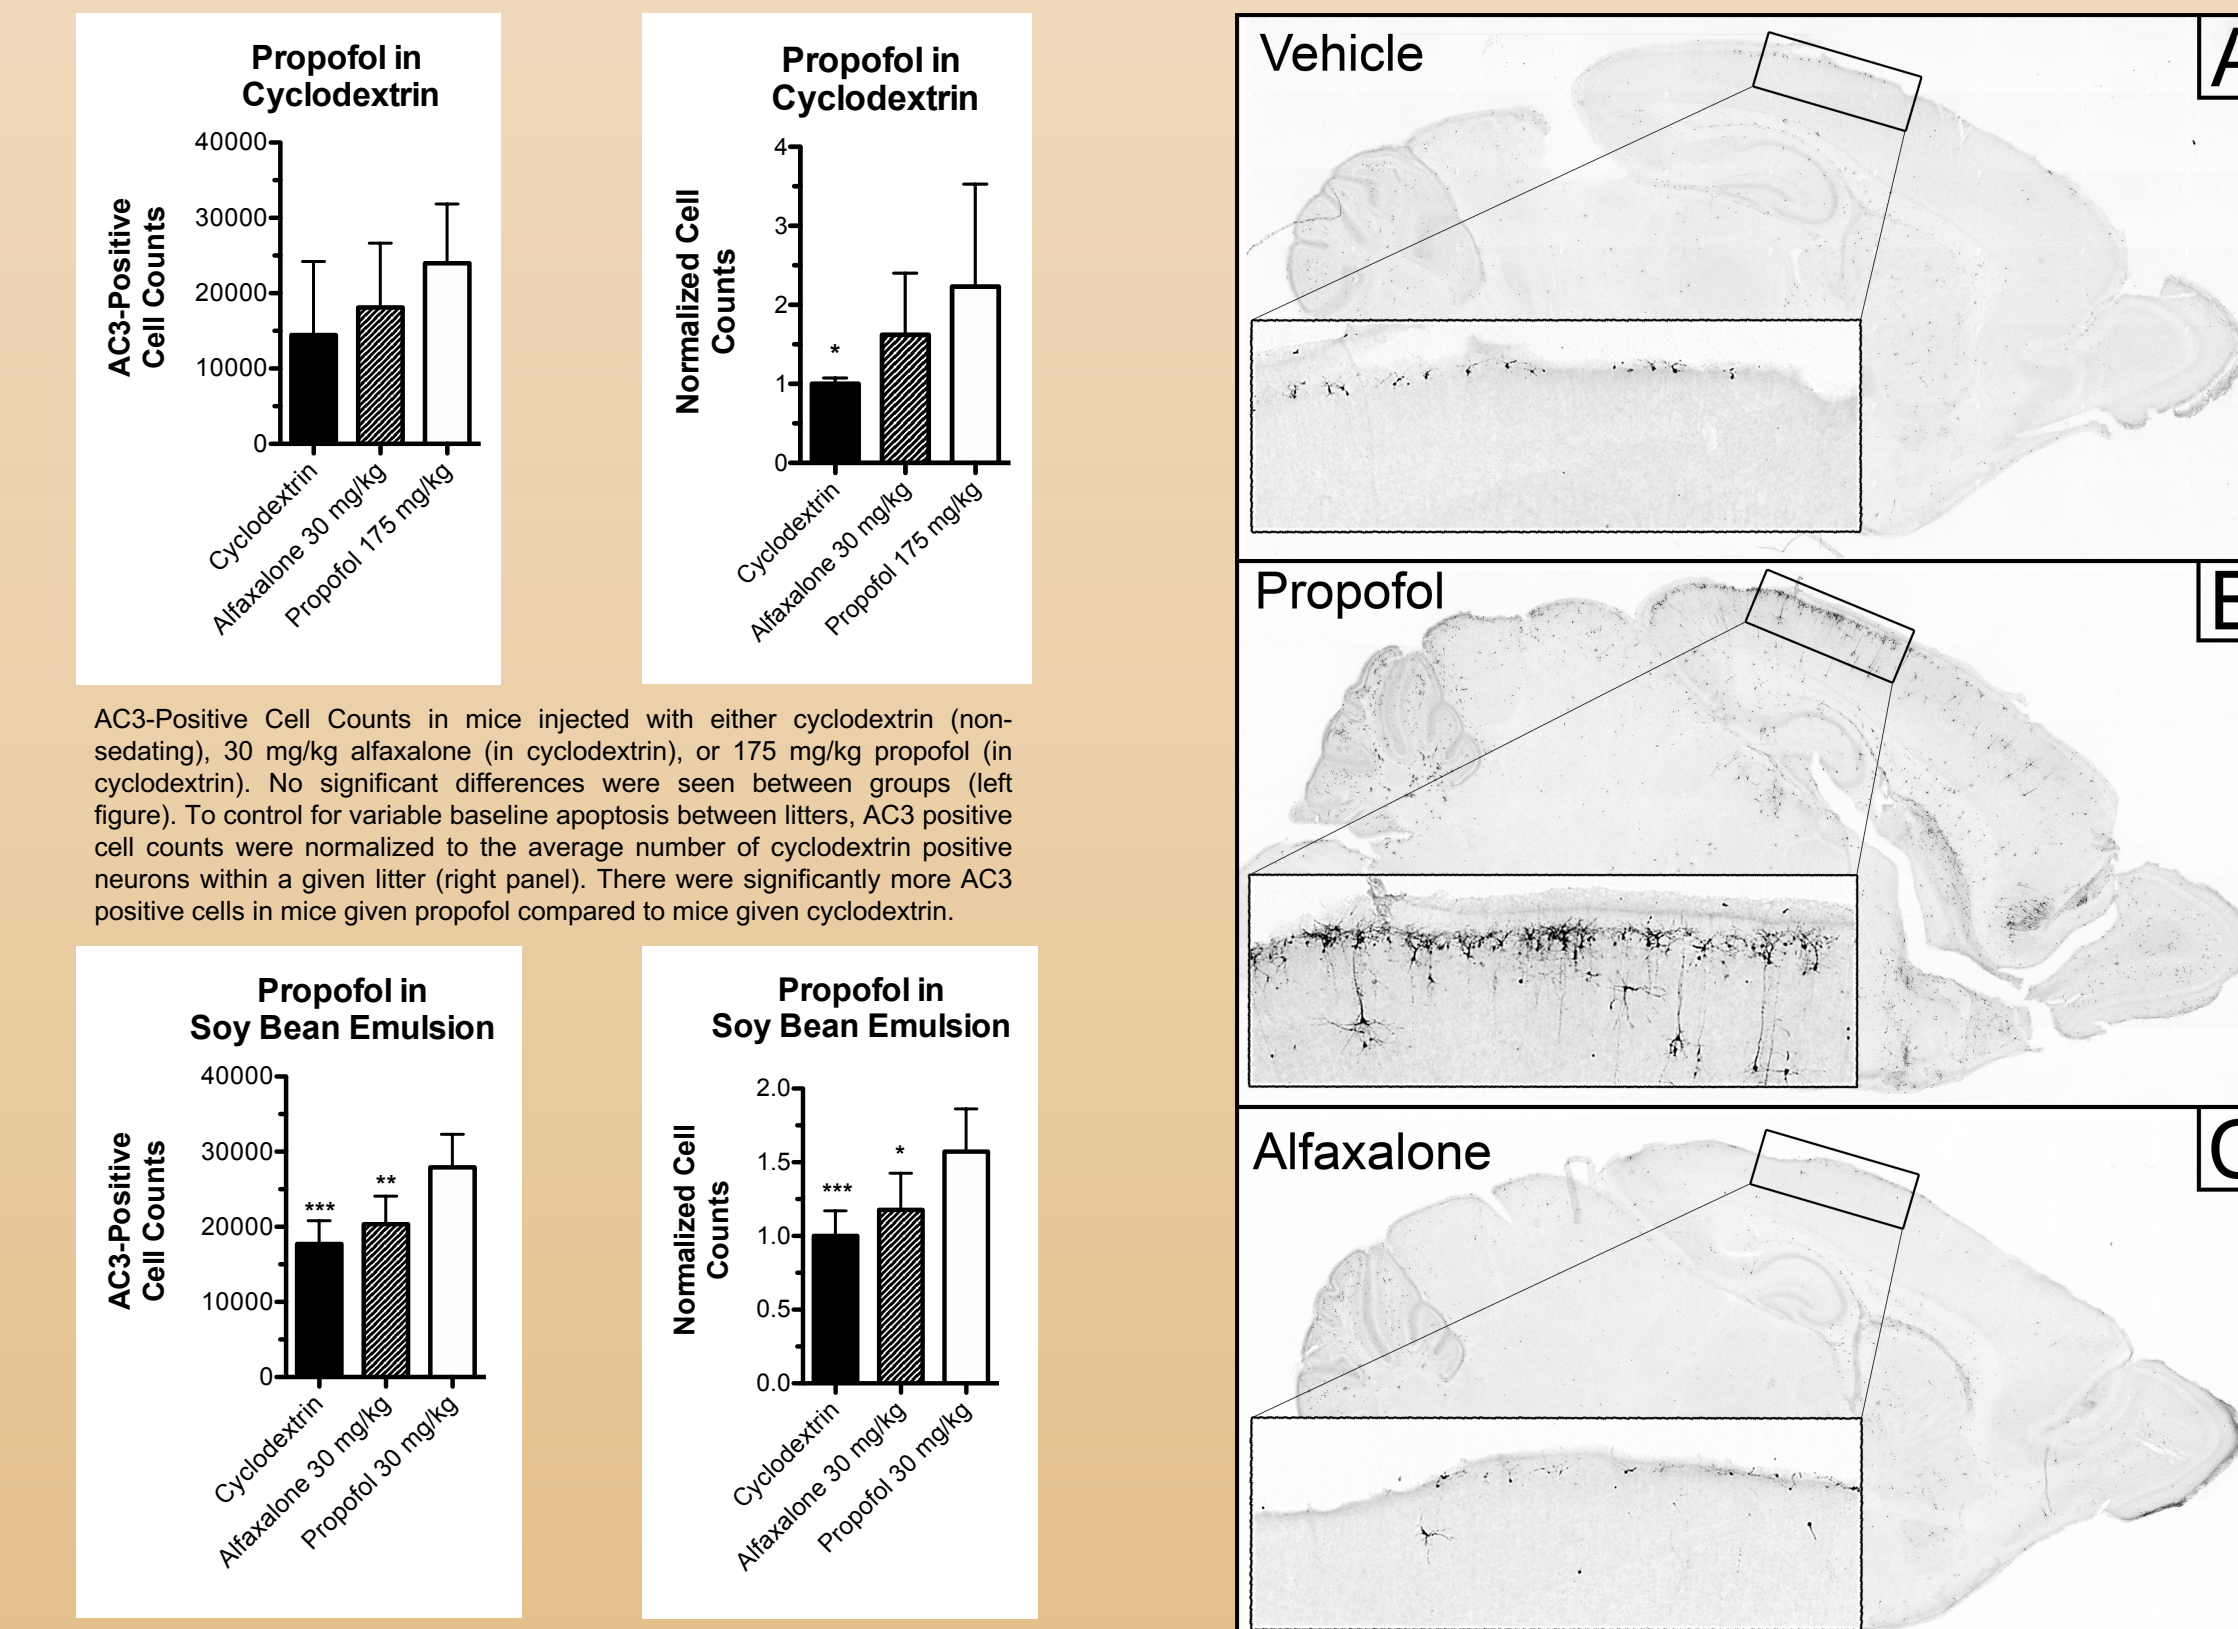 Propofol in
Cyclodextrin
40000
30000
20000
10000
0
AC3-Positive
Cell Counts
Cyclodextrin
Alfaxalone 30 mg/kg
Propofol 175 mg/kg
Propofol in
Cyclodextrin
4
3
2
1
0
Normalized Cell
Counts
*
Cyclodextrin
Alfaxalone 30 mg/kg
Propofol 175 mg/kg
AC3-Positive Cell Counts in mice injected with either cyclodextrin (non-
sedating), 30 mg/kg alfaxalone (in cyclodextrin), or 175 mg/kg propofol (in
cyclodextrin). No significant differences were seen between groups (left
figure). To control for variable baseline apoptosis between litters, AC3 positive
cell counts were normalized to the average number of cyclodextrin positive
neurons within a given litter (right panel). There were significantly more AC3
positive cells in mice given propofol compared to mice given cyclodextrin.
Propofol in
Soy Bean Emulsion
40000
30000
20000
10000
0
AC3-Positive
Cell Counts
***
**
Cyclodextrin
Alfaxalone 30 mg/kg
Propofol 30 mg/kg
Propofol in
Soy Bean Emulsion
2.0
1.5
1.0
0.5
0.0
Normalized Cell
Counts
***
*
Cyclodextrin
Alfaxalone 30 mg/kg
Propofol 30 mg/kg
Vehicle
A
Propofol
B
Alfaxalone
C